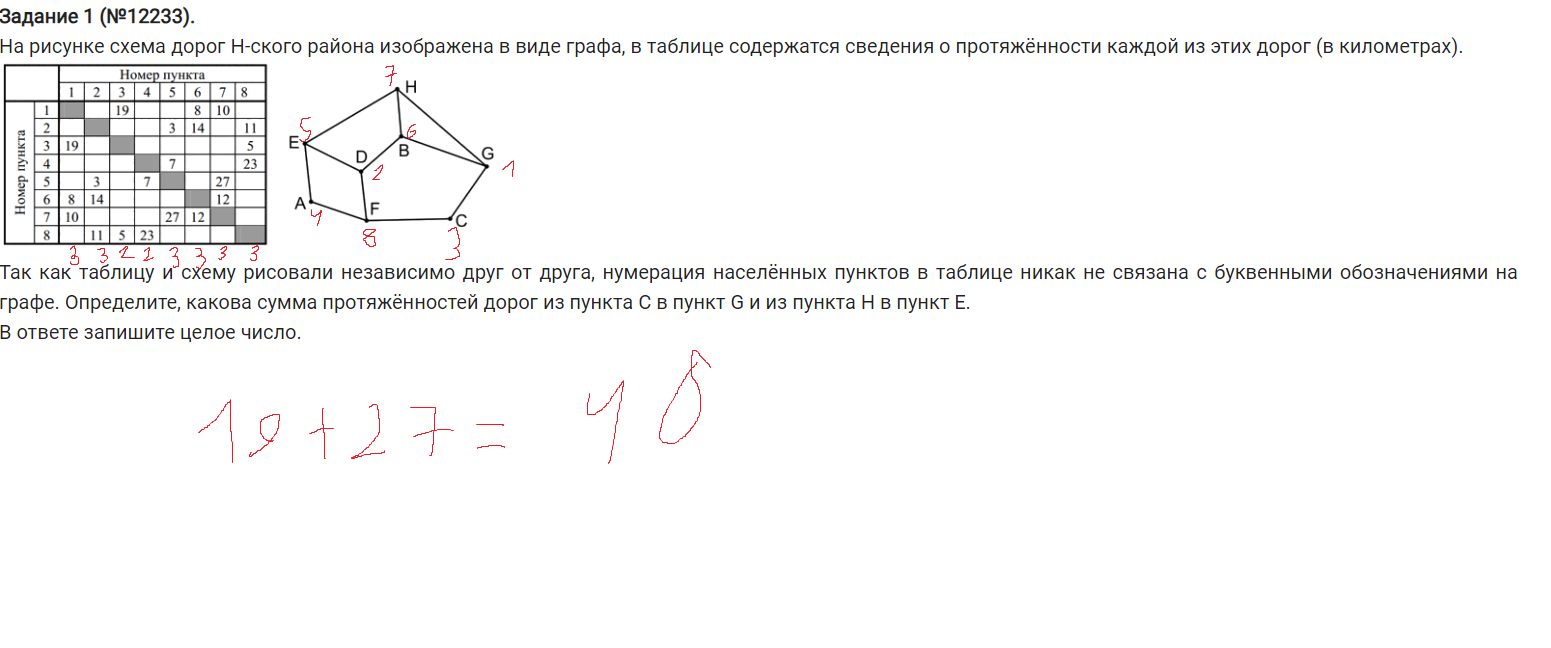 Задание 1 (№12233).
На рисунке схема дорог Н-ского района изображена в виде графа, в таблице содержатся сведения о протяжённости каждой из этих дорог (в километрах).
Номер пункта
1 2 3 4 5 6 7 8
Номер пункта
1 19 8 10
2 3 14 11
3 19 5
4 7 23
5 3 7 27
6 8 14 12
7 10 27 12
8 11 5 23
3 3 2 2 3 3 3 3
7
H
5
E
6
B
D
2
G
1
A
4
F
8
C
3
Так как таблицу и схему рисовали независимо друг от друга, нумерация населённых пунктов в таблице никак не связана с буквенными обозначениями на
графе. Определите, какова сумма протяжённостей дорог из пункта C в пункт G и из пункта H в пункт E.
В ответе запишите целое число.
19+27=